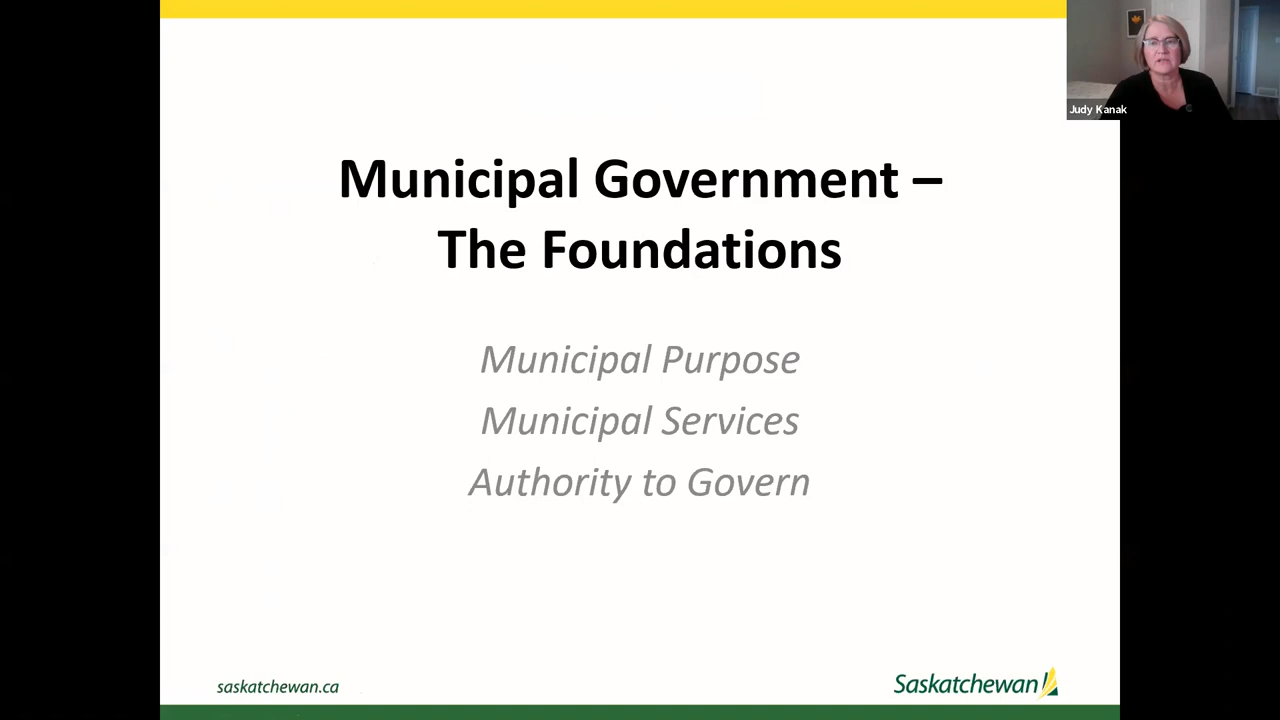 Judy Kanak
Municipal Government –
The Foundations
Municipal Purpose
Municipal Services
Authority to Govern
saskatchewan.ca
Saskatchewan